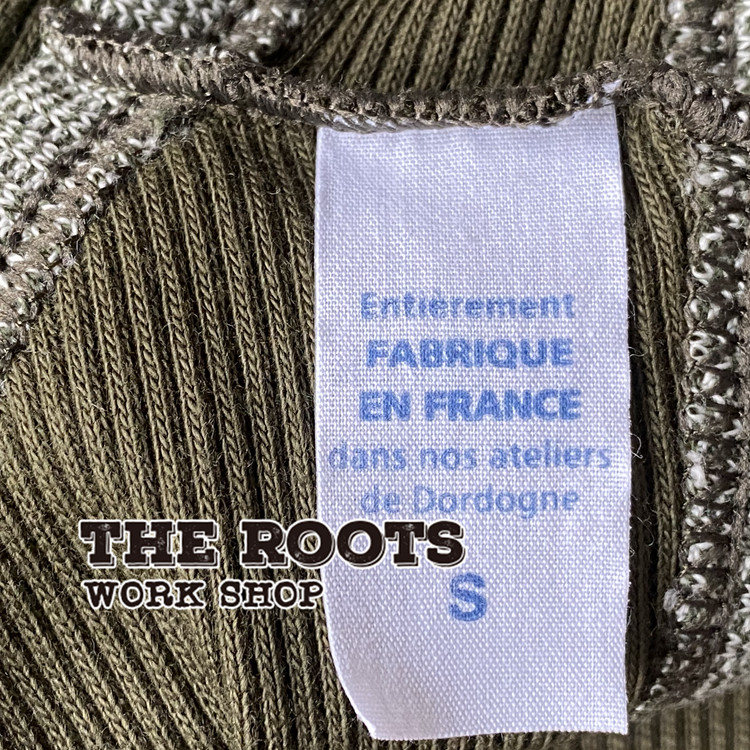 Entièrement
FABRIQUE
EN FRANCE
dans nos ateliers
de Dordogne
THE ROOTS
WORK SHOP
S